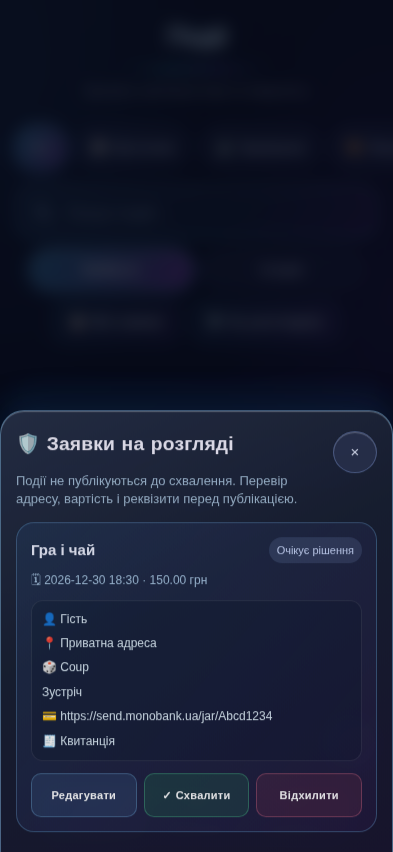 🛡️ Заявки на розгляді
×
Події не публікуються до схвалення. Перевір
адресу, вартість і реквізити перед публікацією.
Гра і чай
Очікує рішення
🗓 2026-12-30 18:30 · 150.00 грн
👤 Гість
📍 Приватна адреса
🎲 Coup
Зустріч
💳 https://send.monobank.ua/jar/Abcd1234
🧾 Квитанція
Редагувати
✓ Схвалити
Відхилити